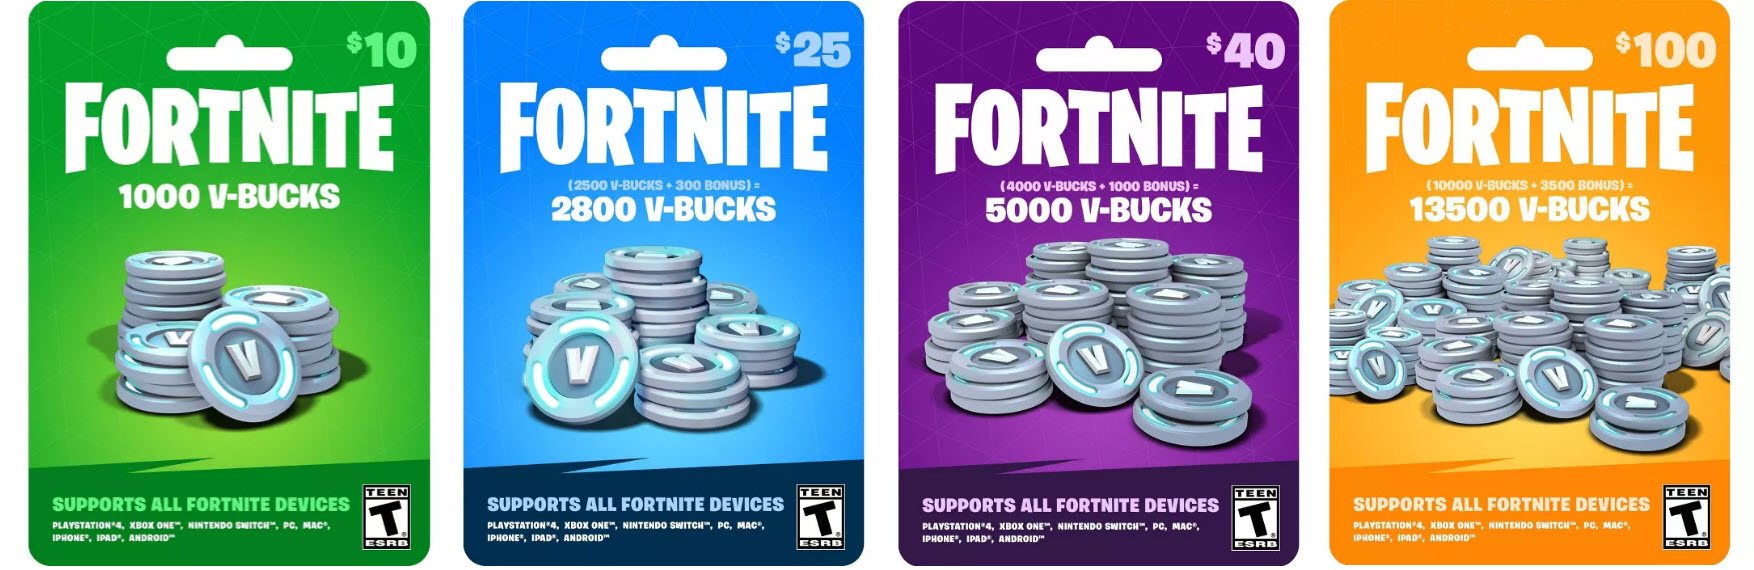 $10
FORTNITE
1000 V-BUCKS
SUPPORTS ALL FORTNITE DEVICES
PLAYSTATION®4, XBOX ONE™, NINTENDO SWITCH™, PC, MAC®,
IPHONE®, IPAD®, ANDROID™
TEEN
T
ESRB
$25
FORTNITE
(2500 V-BUCKS + 300 BONUS) =
2800 V-BUCKS
SUPPORTS ALL FORTNITE DEVICES
PLAYSTATION®4, XBOX ONE™, NINTENDO SWITCH™, PC, MAC®,
IPHONE®, IPAD®, ANDROID™
TEEN
T
ESRB
$40
FORTNITE
(4000 V-BUCKS + 1000 BONUS) =
5000 V-BUCKS
SUPPORTS ALL FORTNITE DEVICES
PLAYSTATION®4, XBOX ONE™, NINTENDO SWITCH™, PC, MAC®,
IPHONE®, IPAD®, ANDROID™
TEEN
T
ESRB
$100
FORTNITE
(10000 V-BUCKS + 3500 BONUS) =
13500 V-BUCKS
SUPPORTS ALL FORTNITE DEVICES
PLAYSTATION®4, XBOX ONE™, NINTENDO SWITCH™, PC, MAC®,
IPHONE®, IPAD®, ANDROID™
TEEN
T
ESRB